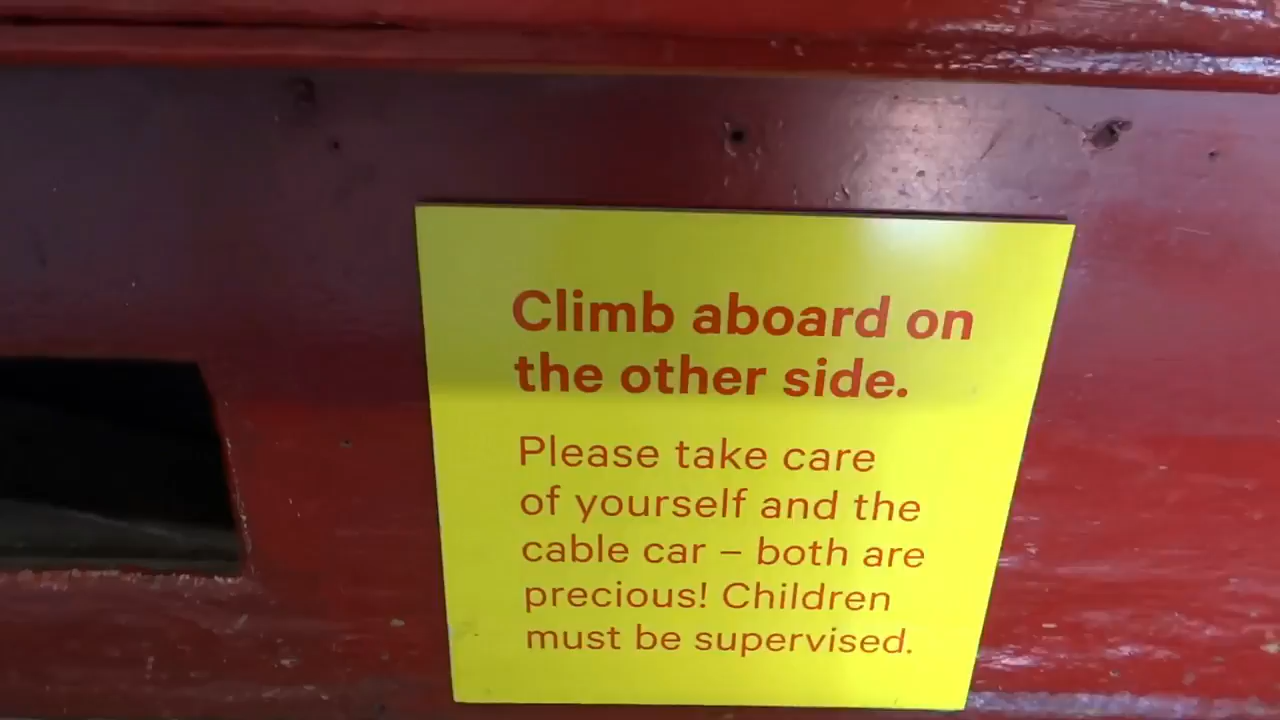 Climb aboard on
the other side.
Please take care
of yourself and the
cable car – both are
precious! Children
must be supervised.